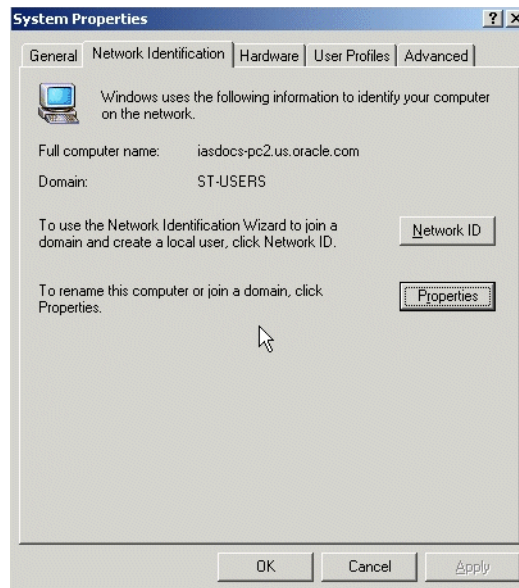 System Properties
General Network Identification Hardware User Profiles Advanced
Windows uses the following information to identify your computer
on the network.
Full computer name: iasdocs-pc2.us.oracle.com
Domain: ST-USERS
To use the Network Identification Wizard to join a
domain and create a local user, click Network ID.
Network ID
To rename this computer or join a domain, click
Properties.
Properties
OK Cancel Apply